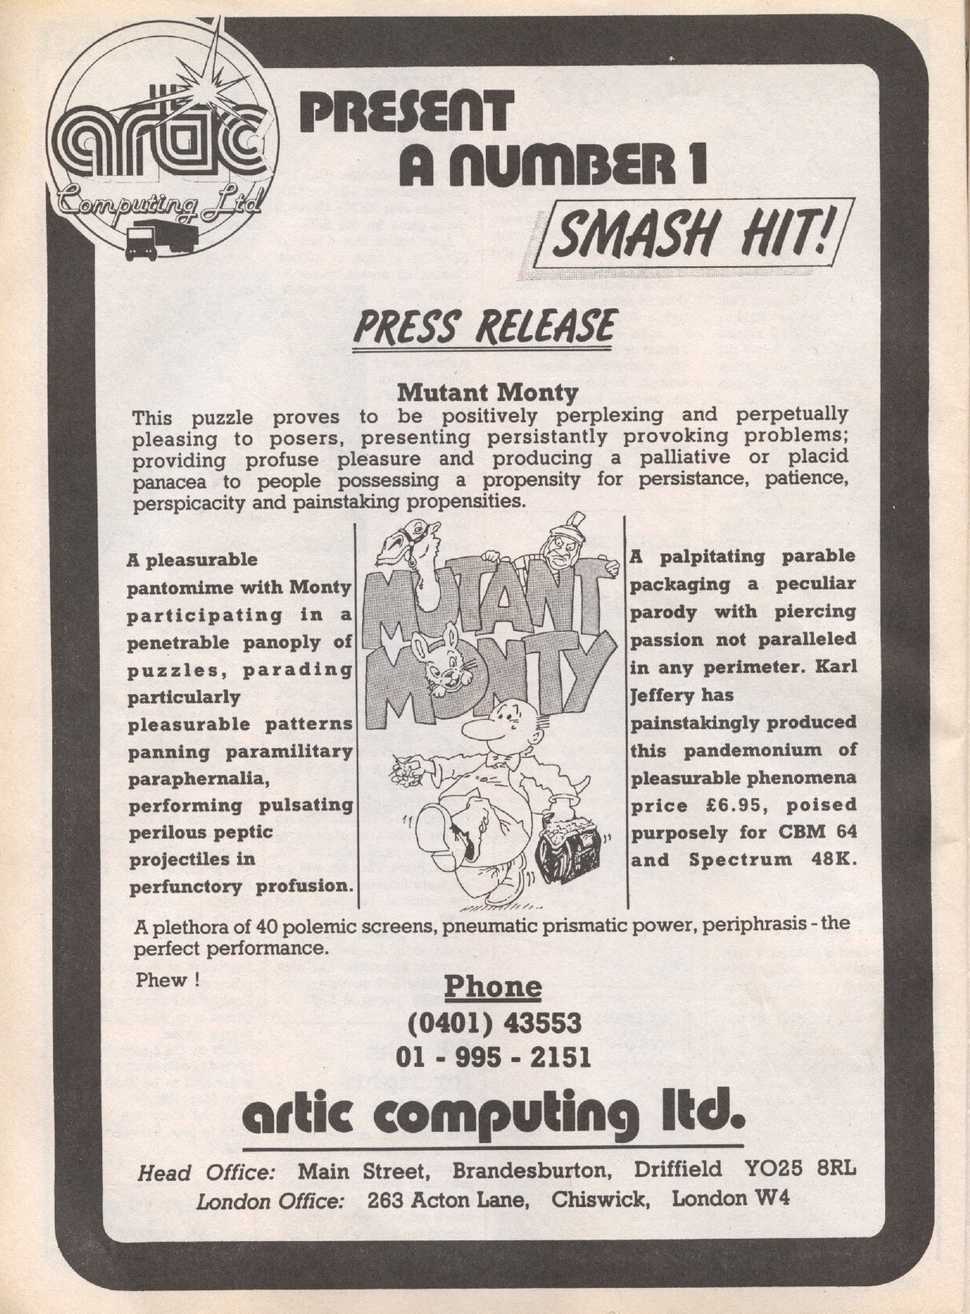 artic
Computing Ltd
PRESENT
A NUMBER 1
SMASH HIT!
PRESS RELEASE
Mutant Monty
This puzzle proves to be positively perplexing and perpetually
pleasing to posers, presenting persistantly provoking problems;
providing profuse pleasure and producing a palliative or placid
panacea to people possessing a propensity for persistance, patience,
perspicacity and painstaking propensities.
A pleasurable
pantomime with Monty
participating in a
penetrable panoply of
puzzles, parading
particularly
pleasurable patterns
panning paramilitary
paraphernalia,
performing pulsating
perilous peptic
projectiles in
perfunctory profusion.
MUTANT
MONTY
A palpitating parable
packaging a peculiar
parody with piercing
passion not paralleled
in any perimeter. Karl
Jeffery has
painstakingly produced
this pandemonium of
pleasurable phenomena
price £6.95, poised
purposely for CBM 64
and Spectrum 48K.
A plethora of 40 polemic screens, pneumatic prismatic power, periphrasis - the
perfect performance.
Phew !
Phone
(0401) 43553
01 - 995 - 2151
artic computing ltd.
Head Office: Main Street, Brandesburton, Driffield YO25 8RL
London Office: 263 Acton Lane, Chiswick, London W4